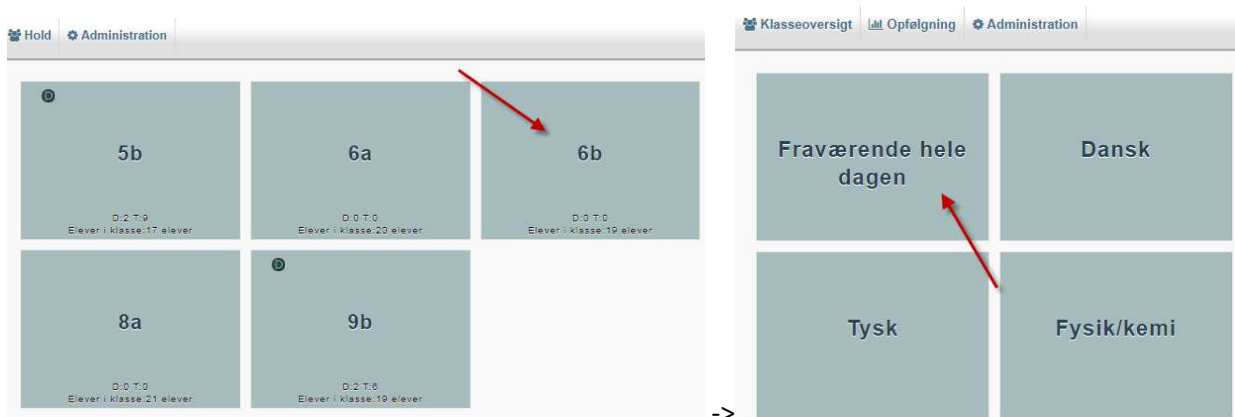 Hold Administration
D
5b
D:2 T:9
Elever i klasse:17 elever
6a
D:0 T:0
Elever i klasse:20 elever
6b
D:0 T:0
Elever i klasse:19 elever
8a
D:0 T:0
Elever i klasse:21 elever
D
9b
D:2 T:6
Elever i klasse:19 elever
->
Klasseoversigt Opfølgning Administration
Fraværende hele
dagen
Dansk
Tysk
Fysik/kemi